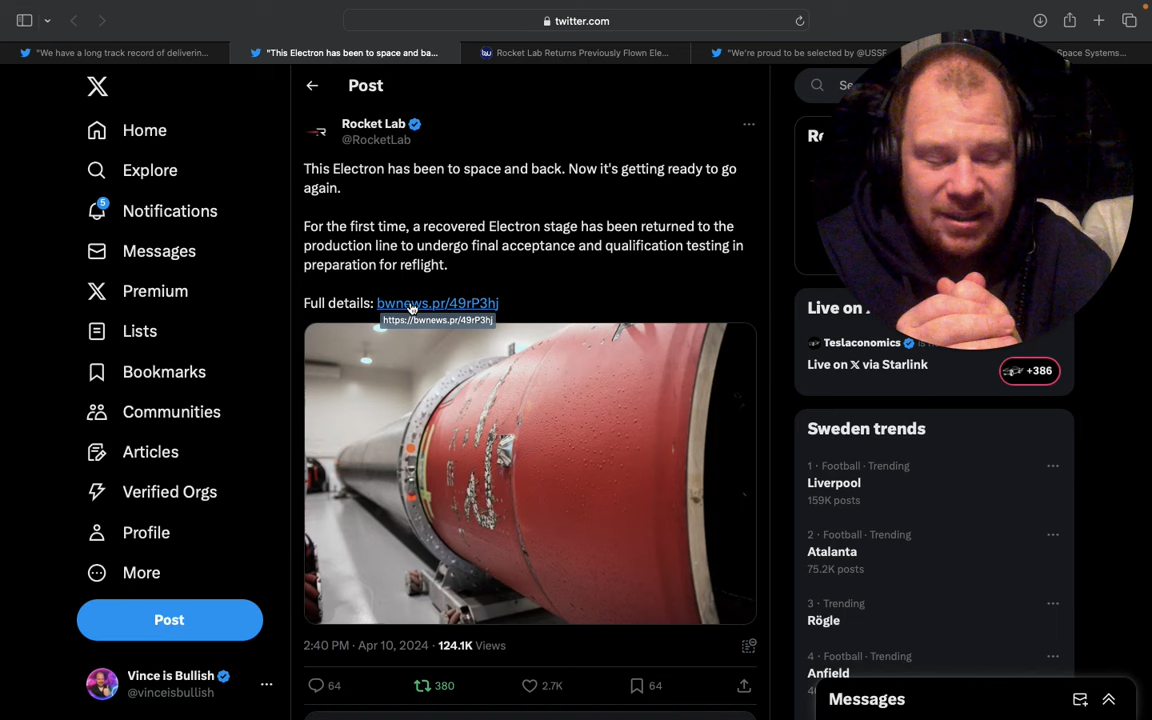 twitter.com
"We have a long track record of deliverin...
"This Electron has been to space and ba...
Rocket Lab Returns Previously Flown Ele...
"We're proud to be selected by @USSF
Space Systems...
Home
Explore
5
Notifications
Messages
Premium
Lists
Bookmarks
Communities
Articles
Verified Orgs
Profile
More
Post
Vince is Bullish
@vinceisbullish
Post
Rocket Lab
@RocketLab
This Electron has been to space and back. Now it's getting ready to go
again.
For the first time, a recovered Electron stage has been returned to the
production line to undergo final acceptance and qualification testing in
preparation for reflight.
Full details: bwnews.pr/49rP3hj
https://bwnews.pr/49rP3hj
2:40 PM · Apr 10, 2024 · 124.1K Views
64
380
2.7K
64
Live on
Teslaconomics
Live on X via Starlink
+386
Sweden trends
1 · Football · Trending
Liverpool
159K posts
2 · Football · Trending
Atalanta
75.2K posts
3 · Trending
Rögle
4 · Football · Trending
Anfield
Messages